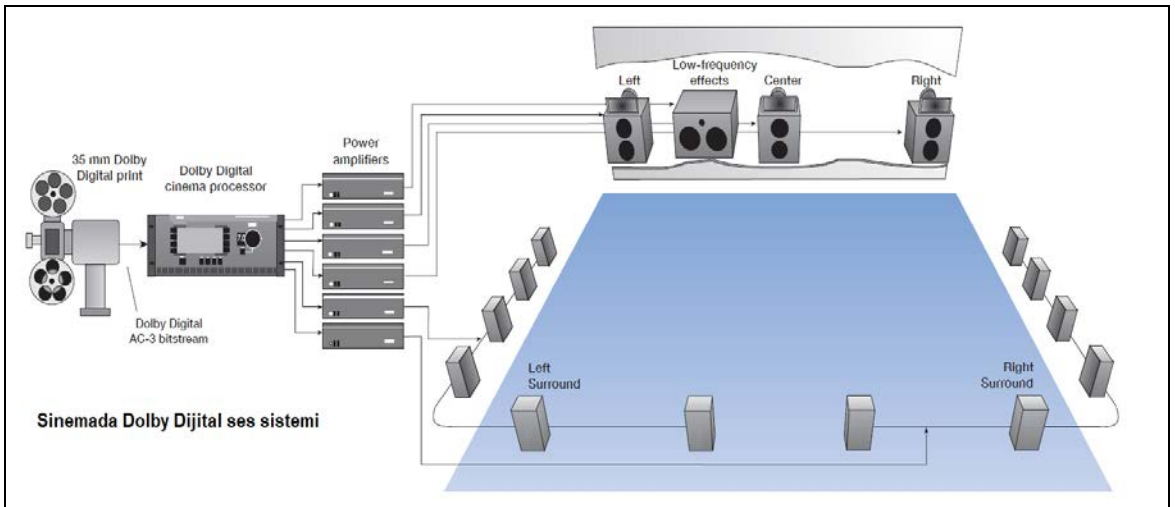 Left
Low-frequency
effects
Center
Right
Power
amplifiers
35 mm Dolby
Digital print
Dolby Digital
cinema processor
Dolby Digital
AC-3 bitstream
Left
Surround
Right
Surround
Sinemada Dolby Dijital ses sistemi